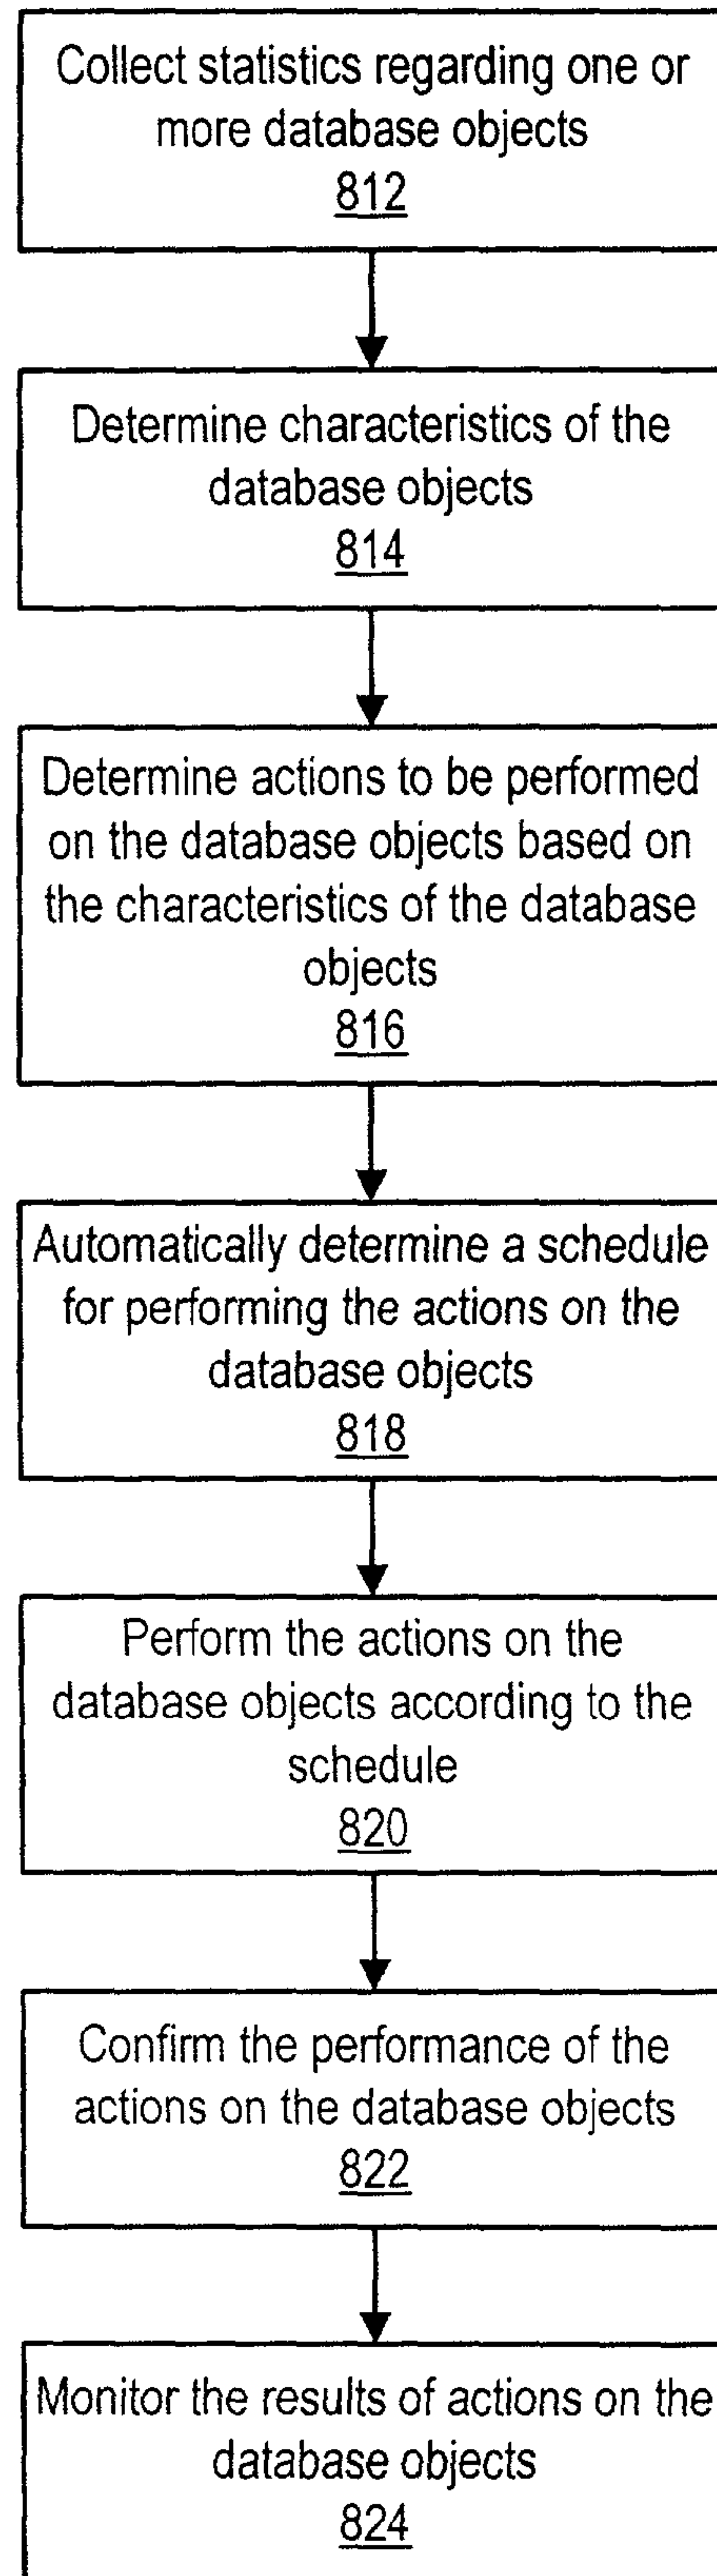 Collect statistics regarding one or
more database objects
812
Determine characteristics of the
database objects
814
Determine actions to be performed
on the database objects based on
the characteristics of the database
objects
816
Automatically determine a schedule
for performing the actions on the
database objects
818
Perform the actions on the
database objects according to the
schedule
820
Confirm the performance of the
actions on the database objects
822
Monitor the results of actions on the
database objects
824